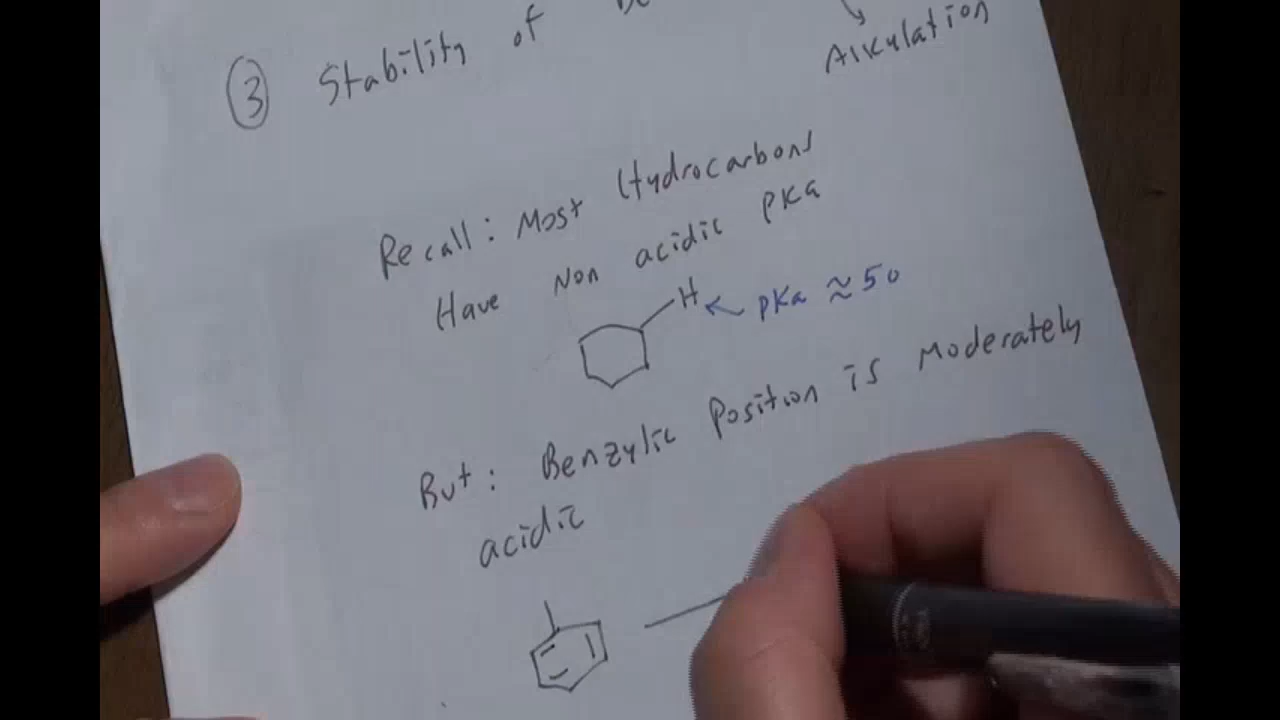 ③ Stability of
Alkylation
Recall: Most Hydrocarbons
Have Non acidic pKa
H ← pKa ≈ 50
But: Benzylic Position is Moderately
acidic